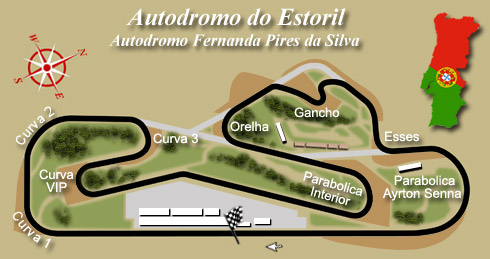 Autodromo do Estoril
Autodromo Fernanda Pires da Silva
N
W
E
S
Curva 2
Gancho
Orelha
Esses
Curva 3
Curva
VIP
Parabolica
Interior
Parabolica
Ayrton Senna
Curva 1